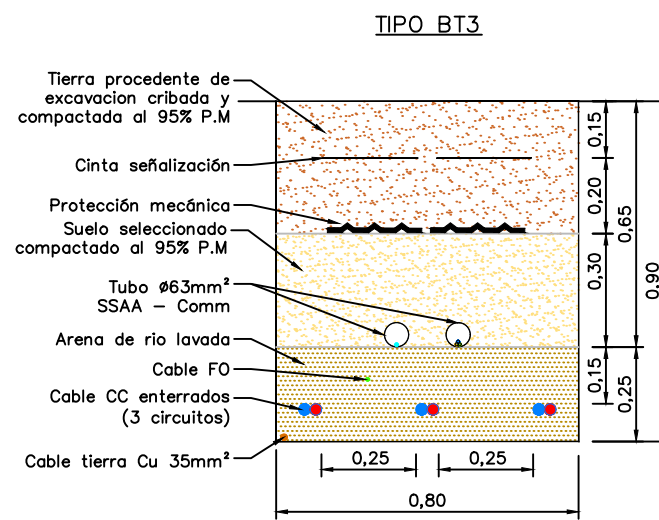 TIPO BT3
Tierra procedente de
excavacion cribada y
compactada al 95% P.M
Cinta señalización
Protección mecánica
Suelo seleccionado
compactado al 95% P.M
Tubo Ø63mm²
SSAA – Comm
Arena de rio lavada
Cable FO
Cable CC enterrados
(3 circuitos)
Cable tierra Cu 35mm²
0,15
0,20
0,30
0,15
0,65
0,25
0,90
0,25
0,25
0,80